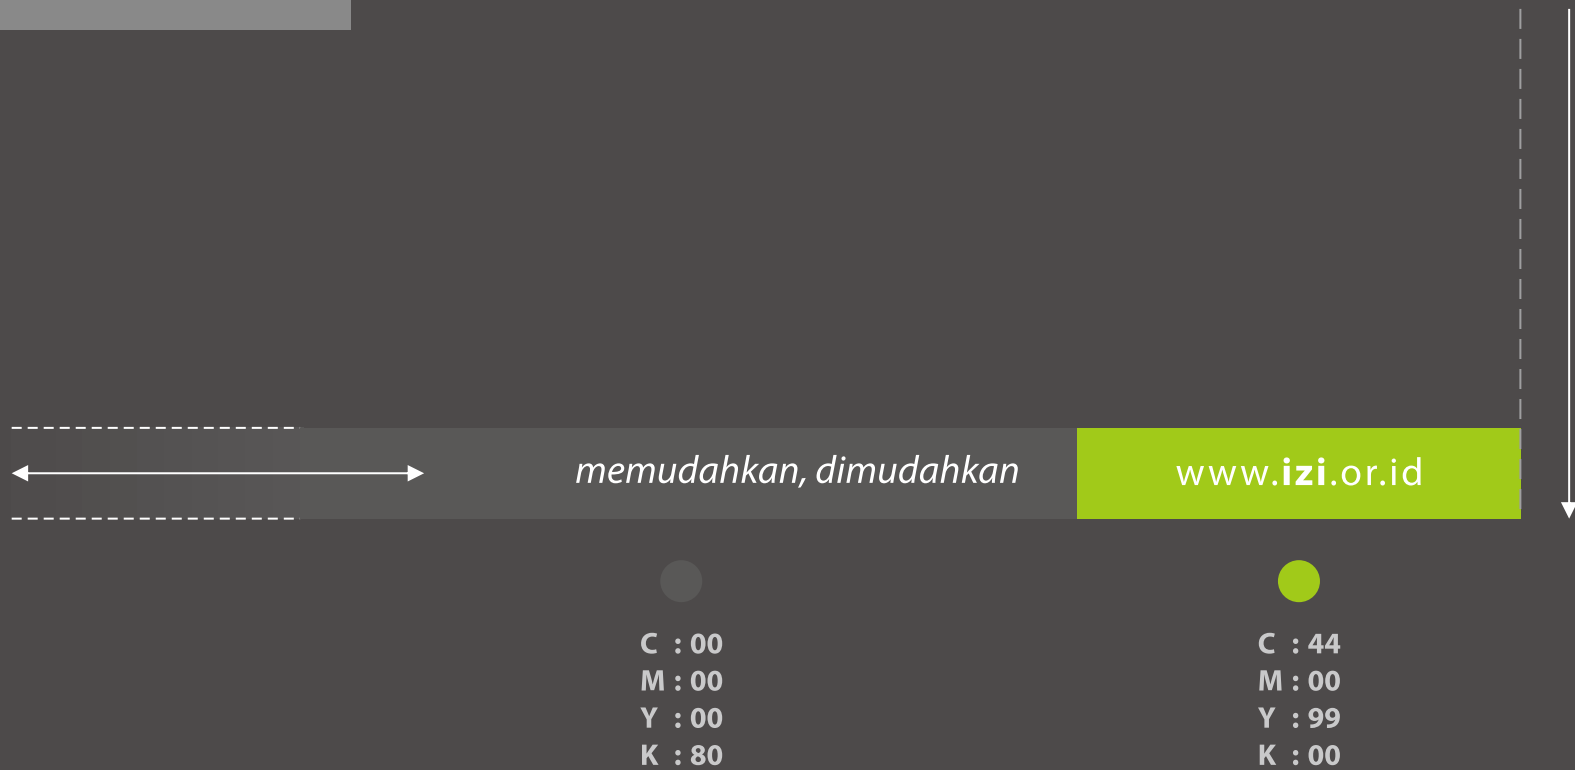 memudahkan, dimudahkan
www.izi.or.id
C : 00
M : 00
Y : 00
K : 80
C : 44
M : 00
Y : 99
K : 00